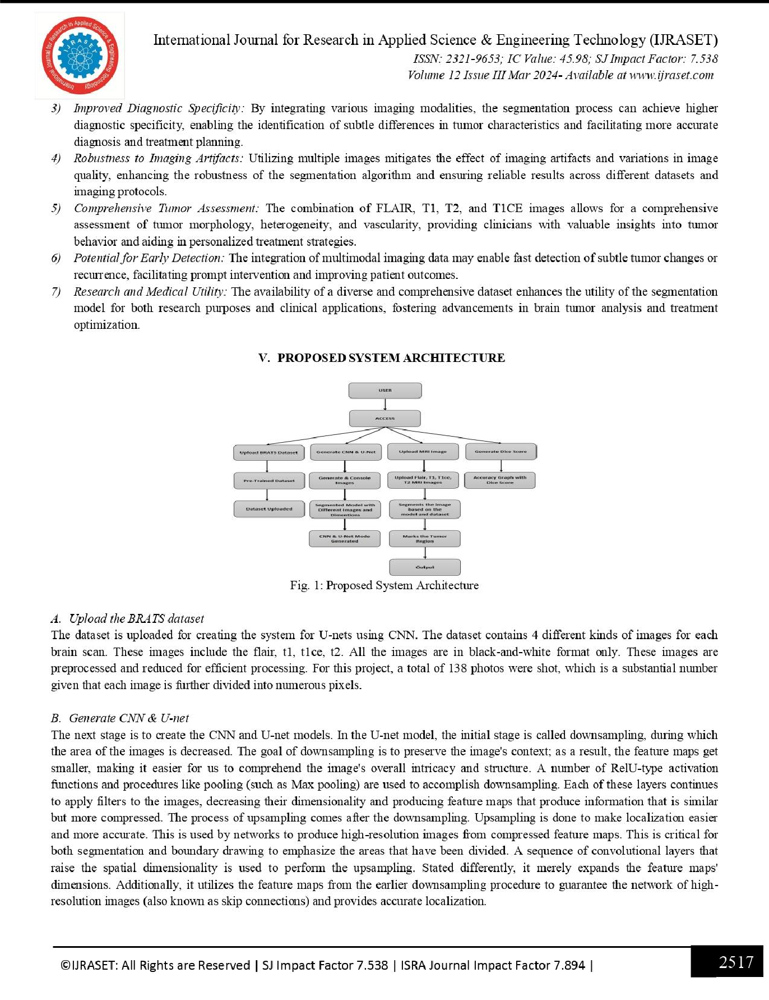 International Journal for Research in Applied Science & Engineering Technology
IJRASET
International Journal for Research in Applied Science & Engineering Technology (IJRASET)
ISSN: 2321-9653; IC Value: 45.98; SJ Impact Factor: 7.538
Volume 12 Issue III Mar 2024- Available at www.ijraset.com
3) Improved Diagnostic Specificity: By integrating various imaging modalities, the segmentation process can achieve higher
diagnostic specificity, enabling the identification of subtle differences in tumor characteristics and facilitating more accurate
diagnosis and treatment planning.
4) Robustness to Imaging Artifacts: Utilizing multiple images mitigates the effect of imaging artifacts and variations in image
quality, enhancing the robustness of the segmentation algorithm and ensuring reliable results across different datasets and
imaging protocols.
5) Comprehensive Tumor Assessment: The combination of FLAIR, T1, T2, and T1CE images allows for a comprehensive
assessment of tumor morphology, heterogeneity, and vascularity, providing clinicians with valuable insights into tumor
behavior and aiding in personalized treatment strategies.
6) Potential for Early Detection: The integration of multimodal imaging data may enable fast detection of subtle tumor changes or
recurrence, facilitating prompt intervention and improving patient outcomes.
7) Research and Medical Utility: The availability of a diverse and comprehensive dataset enhances the utility of the segmentation
model for both research purposes and clinical applications, fostering advancements in brain tumor analysis and treatment
optimization.
V. PROPOSED SYSTEM ARCHITECTURE
USER
ACCESS
Upload BRATS Dataset
Generate CNN & U-Net
Upload MRI Image
Generate Dice Score
Pre-Trained Dataset
Generate & Console
Images
Upload Flair, T1, T1ce,
T2 MRI Images
Accuracy Graph with
Dice Score
Dataset Uploaded
Segmented Model with
Different Images and
Dimentions
Segments the image
based on the
model and dataset
CNN & U-Net Mode
Generated
Marks the Tumor
Region
Output
Fig. 1: Proposed System Architecture
A. Upload the BRATS dataset
The dataset is uploaded for creating the system for U-nets using CNN. The dataset contains 4 different kinds of images for each
brain scan. These images include the flair, t1, t1ce, t2. All the images are in black-and-white format only. These images are
preprocessed and reduced for efficient processing. For this project, a total of 138 photos were shot, which is a substantial number
given that each image is further divided into numerous pixels.
B. Generate CNN & U-net
The next stage is to create the CNN and U-net models. In the U-net model, the initial stage is called downsampling, during which
the area of the images is decreased. The goal of downsampling is to preserve the image's context; as a result, the feature maps get
smaller, making it easier for us to comprehend the image's overall intricacy and structure. A number of RelU-type activation
functions and procedures like pooling (such as Max pooling) are used to accomplish downsampling. Each of these layers continues
to apply filters to the images, decreasing their dimensionality and producing feature maps that produce information that is similar
but more compressed. The process of upsampling comes after the downsampling. Upsampling is done to make localization easier
and more accurate. This is used by networks to produce high-resolution images from compressed feature maps. This is critical for
both segmentation and boundary drawing to emphasize the areas that have been divided. A sequence of convolutional layers that
raise the spatial dimensionality is used to perform the upsampling. Stated differently, it merely expands the feature maps'
dimensions. Additionally, it utilizes the feature maps from the earlier downsampling procedure to guarantee the network of high-
resolution images (also known as skip connections) and provides accurate localization.
©IJRASET: All Rights are Reserved | SJ Impact Factor 7.538 | ISRA Journal Impact Factor 7.894 |
2517